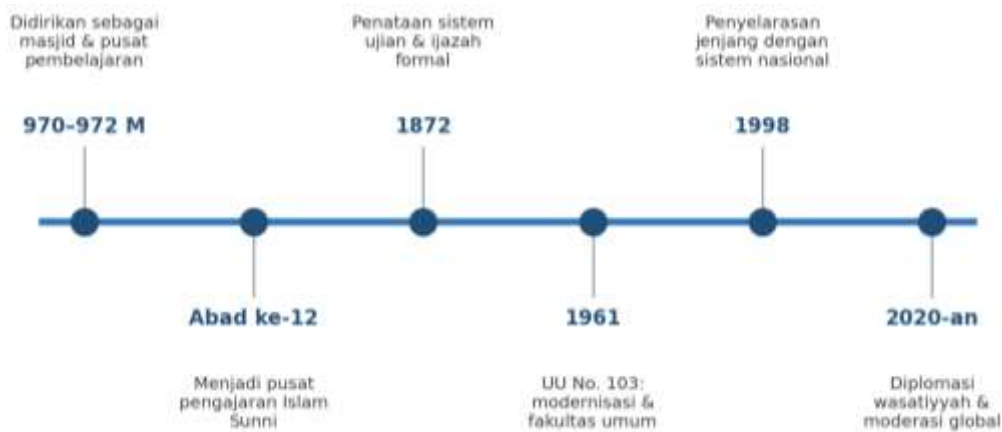 Didirikan sebagai
masjid & pusat
pembelajaran
970–972 M
Abad ke-12
Menjadi pusat
pengajaran Islam
Sunni
Penataan sistem
ujian & ijazah
formal
1872
1961
UU No. 103:
modernisasi &
fakultas umum
Penyelarasan
jenjang dengan
sistem nasional
1998
2020-an
Diplomasi
wasatiyyah &
moderasi global